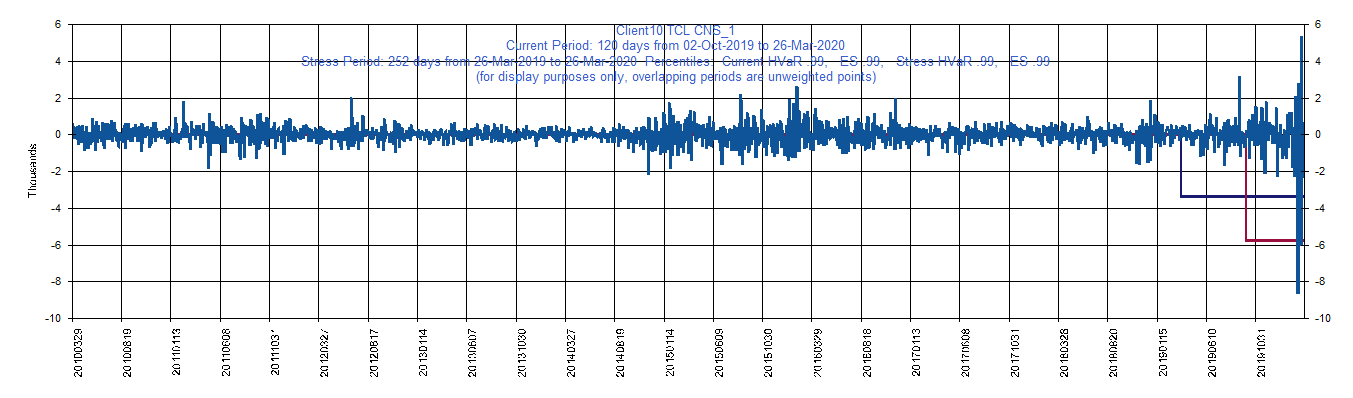 Client10 TCL CNS_1
Current Period: 120 days from 02-Oct-2019 to 26-Mar-2020
Stress Period: 252 days from 26-Mar-2019 to 26-Mar-2020 Percentiles: Current HVaR .99, ES .99, Stress HVaR .99, ES .99
(for display purposes only, overlapping periods are unweighted points)
6 6
4 4
2 2
0 0
-2 -2
-4 -4
-6 -6
-8 -8
-10 -10
Thousands
20100329 20100819 20110113 20110608 20111031 20120327 20120817 20130114 20130607 20131030 20140327 20140819 20150114 20150609 20151030 20160329 20160818 20170113 20170608 20171031 20180328 20180820 20190115 20190610 20191031